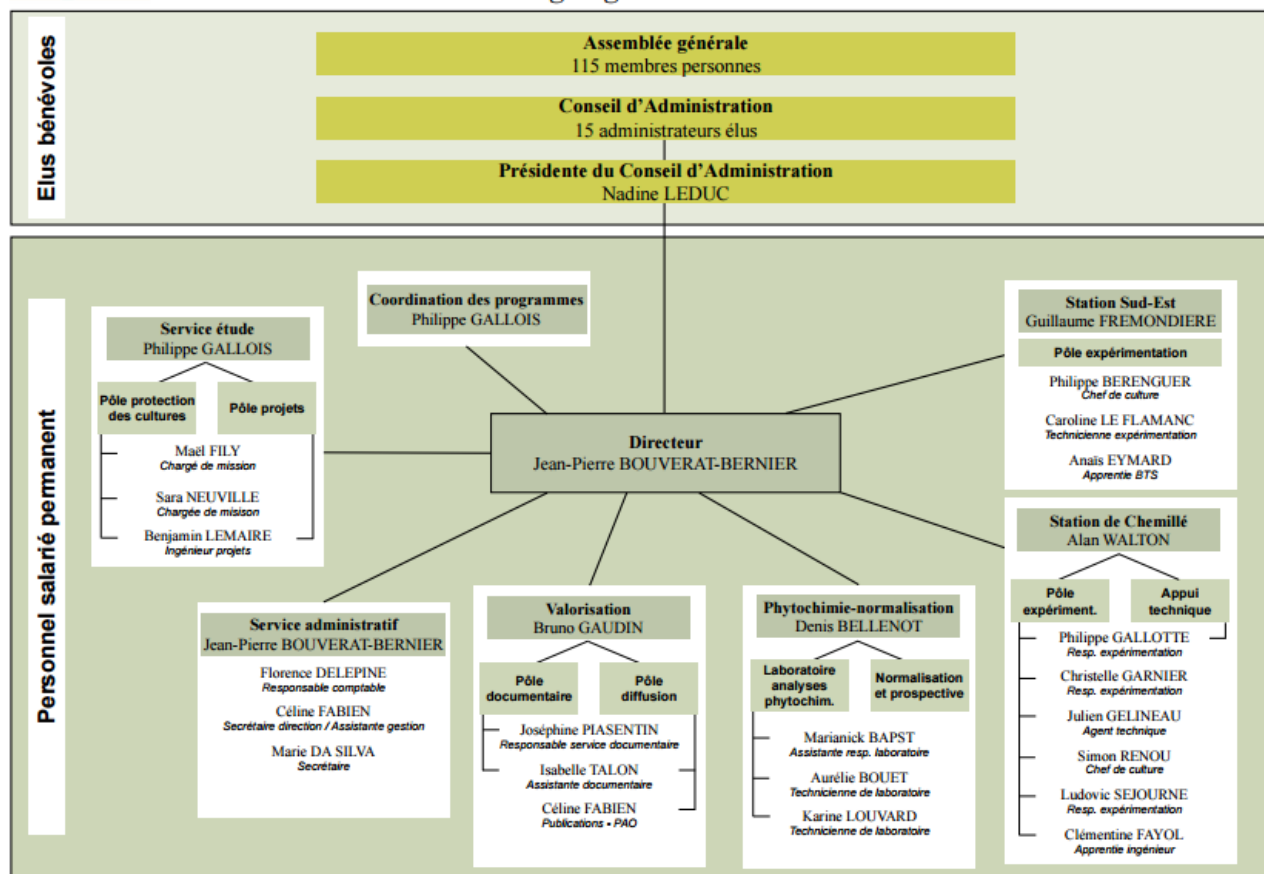 Elus bénévoles
Assemblée générale
115 membres personnes
Conseil d'Administration
15 administrateurs élus
Présidente du Conseil d'Administration
Nadine LEDUC
Personnel salarié permanent
Service étude
Philippe GALLOIS
Pôle protection
des cultures
Pôle projets
Maël FILY
Chargé de mission
Sara NEUVILLE
Chargée de misison
Benjamin LEMAIRE
Ingénieur projets
Coordination des programmes
Philippe GALLOIS
Directeur
Jean-Pierre BOUVERAT-BERNIER
Station Sud-Est
Guillaume FREMONDIERE
Pôle expérimentation
Philippe BERENGUER
Chef de culture
Caroline LE FLAMANC
Technicienne expérimentation
Anaïs EYMARD
Apprentie BTS
Service administratif
Jean-Pierre BOUVERAT-BERNIER
Florence DELEPINE
Responsable comptable
Céline FABIEN
Secrétaire direction / Assistante gestion
Marie DA SILVA
Secrétaire
Valorisation
Bruno GAUDIN
Pôle
documentaire
Pôle
diffusion
Joséphine PIASENTIN
Responsable service documentaire
Isabelle TALON
Assistante documentaire
Céline FABIEN
Publications - PAO
Phytochimie-normalisation
Denis BELLENOT
Laboratoire
analyses
phytochim.
Normalisation
et prospective
Marianick BAPST
Assistante resp. laboratoire
Aurélie BOUET
Technicienne de laboratoire
Karine LOUVARD
Technicienne de laboratoire
Station de Chemillé
Alan WALTON
Pôle
expériment.
Appui
technique
Philippe GALLOTTE
Resp. expérimentation
Christelle GARNIER
Resp. expérimentation
Julien GELINEAU
Agent technique
Simon RENOU
Chef de culture
Ludovic SEJOURNE
Resp. expérimentation
Clémentine FAYOL
Apprentie ingénieur